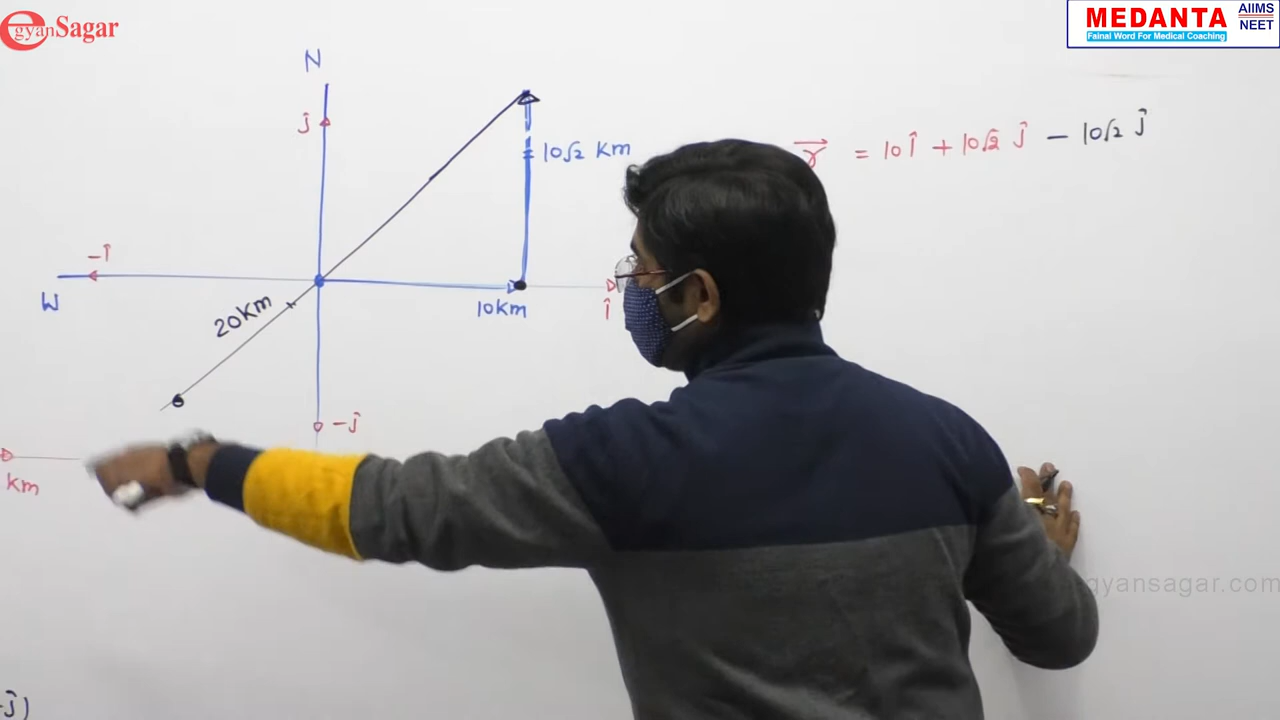 egyanSagar
MEDANTA AIIMS NEET
Fainal Word For Medical Coaching
N
ĵ
10√2 km
r⃗ = 10î + 10√2 ĵ − 10√2 ĵ
-î
W
20km
10km
î
-ĵ
km
gyansagar.com
ĵ)